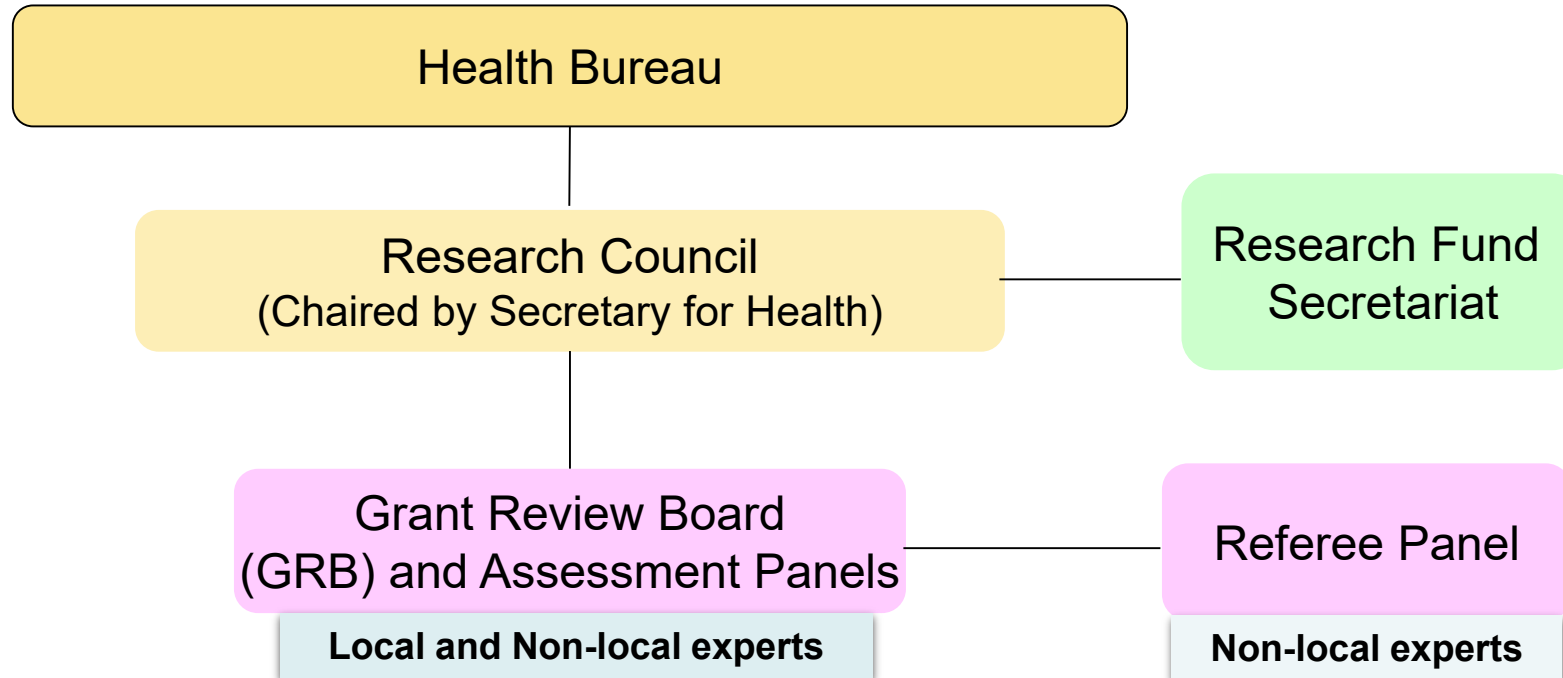 Health Bureau
Research Council
(Chaired by Secretary for Health)
Research Fund
Secretariat
Grant Review Board
(GRB) and Assessment Panels
Local and Non-local experts
Referee Panel
Non-local experts